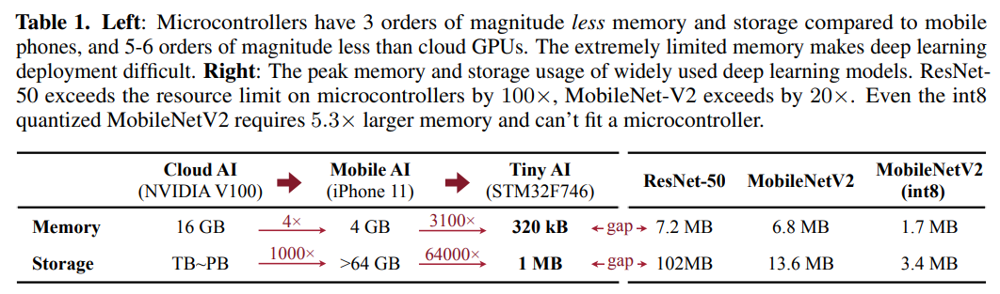 Table 1. Left: Microcontrollers have 3 orders of magnitude less memory and storage compared to mobile
phones, and 5-6 orders of magnitude less than cloud GPUs. The extremely limited memory makes deep learning
deployment difficult. Right: The peak memory and storage usage of widely used deep learning models. ResNet-
50 exceeds the resource limit on microcontrollers by 100×, MobileNet-V2 exceeds by 20×. Even the int8
quantized MobileNetV2 requires 5.3× larger memory and can't fit a microcontroller.
Cloud AI Mobile AI Tiny AI ResNet-50 MobileNetV2 MobileNetV2
(NVIDIA V100) (iPhone 11) (STM32F746) (int8)
Memory 16 GB 4× 4 GB 3100× 320 kB gap 7.2 MB 6.8 MB 1.7 MB
Storage TB~PB 1000× >64 GB 64000× 1 MB gap 102MB 13.6 MB 3.4 MB